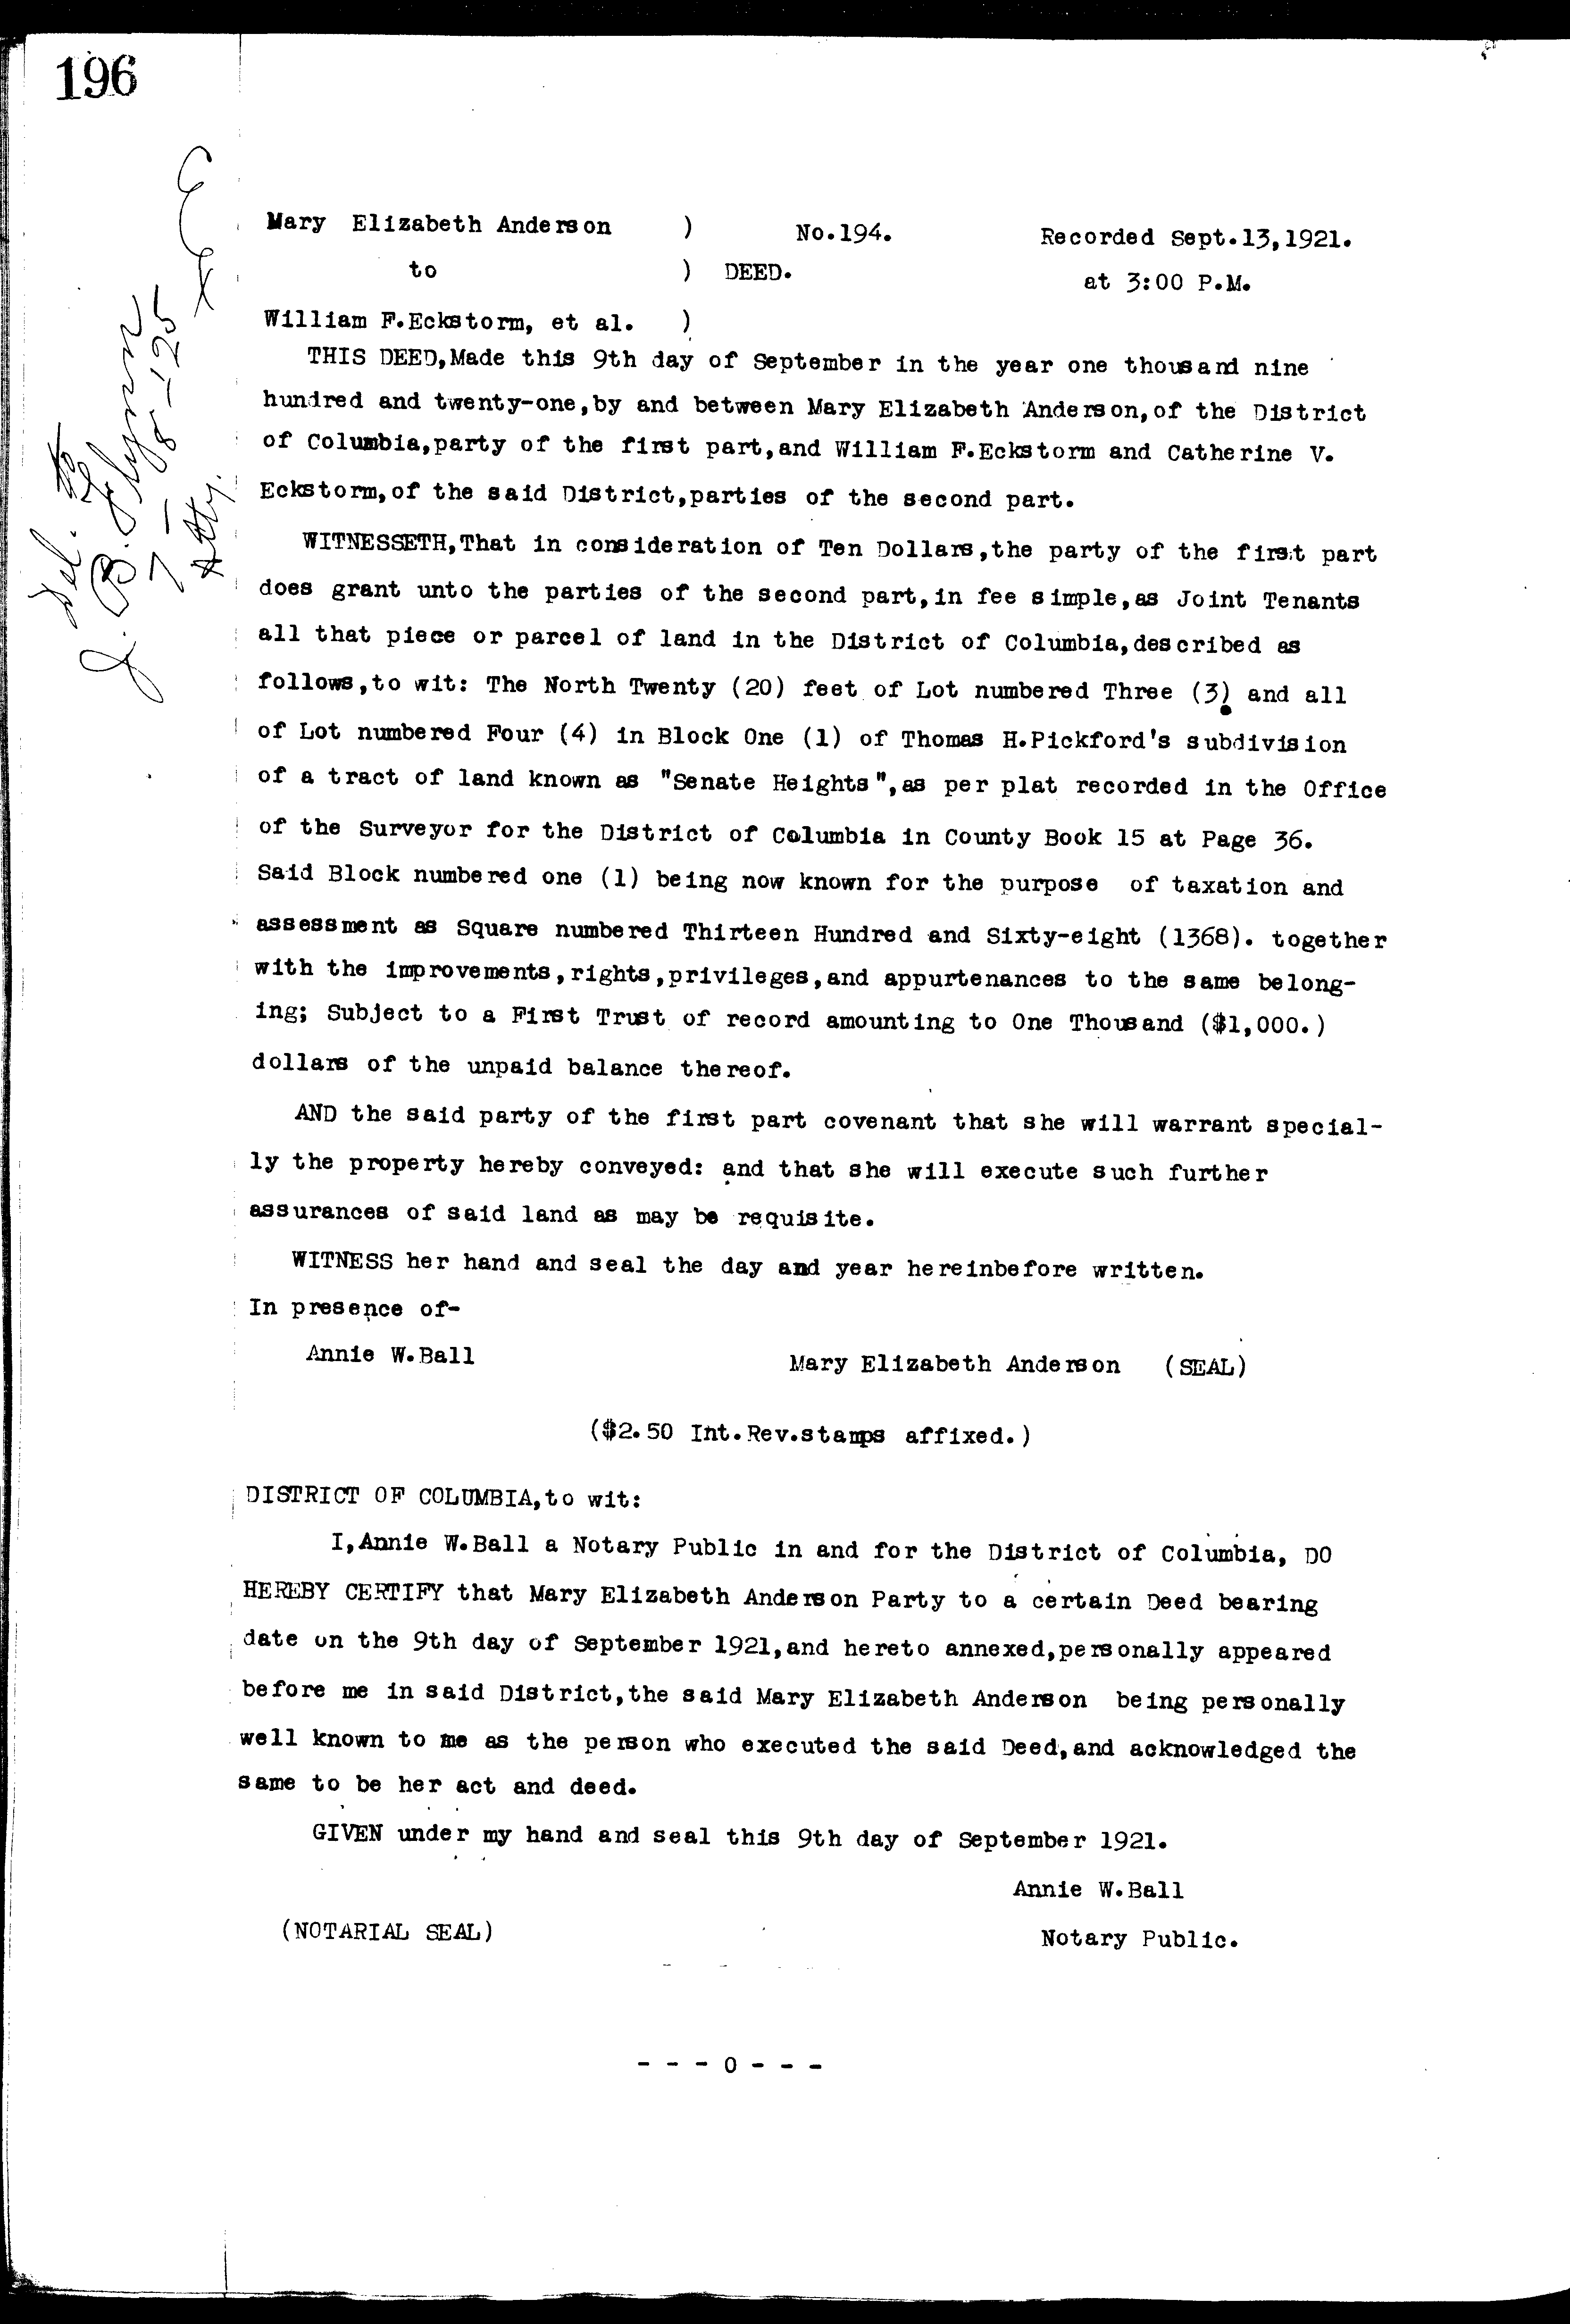 196
Del. to
J. B. Flynn
7-8-'25
Atty.
Mary Elizabeth Anderson ) No.194. Recorded Sept.13,1921.
to ) DEED. at 3:00 P.M.
William F.Eckstorm, et al. )
THIS DEED,Made this 9th day of September in the year one thousand nine
hundred and twenty-one,by and between Mary Elizabeth Anderson,of the District
of Columbia,party of the first part,and William F.Eckstorm and Catherine V.
Eckstorm,of the said District,parties of the second part.
WITNESSETH,That in consideration of Ten Dollars,the party of the first part
does grant unto the parties of the second part,in fee simple,as Joint Tenants
all that piece or parcel of land in the District of Columbia,described as
follows,to wit: The North Twenty (20) feet of Lot numbered Three (3) and all
of Lot numbered Four (4) in Block One (1) of Thomas H.Pickford's subdivision
of a tract of land known as "Senate Heights",as per plat recorded in the Office
of the Surveyor for the District of Columbia in County Book 15 at Page 36.
Said Block numbered one (1) being now known for the purpose of taxation and
assessment as Square numbered Thirteen Hundred and Sixty-eight (1368). together
with the improvements,rights,privileges,and appurtenances to the same belong-
ing; Subject to a First Trust of record amounting to One Thousand ($1,000.)
dollars of the unpaid balance thereof.
AND the said party of the first part covenant that she will warrant special-
ly the property hereby conveyed: and that she will execute such further
assurances of said land as may be requisite.
WITNESS her hand and seal the day and year hereinbefore written.
In presence of-
Annie W.Ball Mary Elizabeth Anderson (SEAL)
($2.50 Int.Rev.stamps affixed.)
DISTRICT OF COLUMBIA,to wit:
I,Annie W.Ball a Notary Public in and for the District of Columbia, DO
HEREBY CERTIFY that Mary Elizabeth Anderson Party to a certain Deed bearing
date on the 9th day of September 1921,and hereto annexed,personally appeared
before me in said District,the said Mary Elizabeth Anderson being personally
well known to me as the person who executed the said Deed,and acknowledged the
same to be her act and deed.
GIVEN under my hand and seal this 9th day of September 1921.
Annie W.Ball
(NOTARIAL SEAL) Notary Public.
- - - 0 - - -